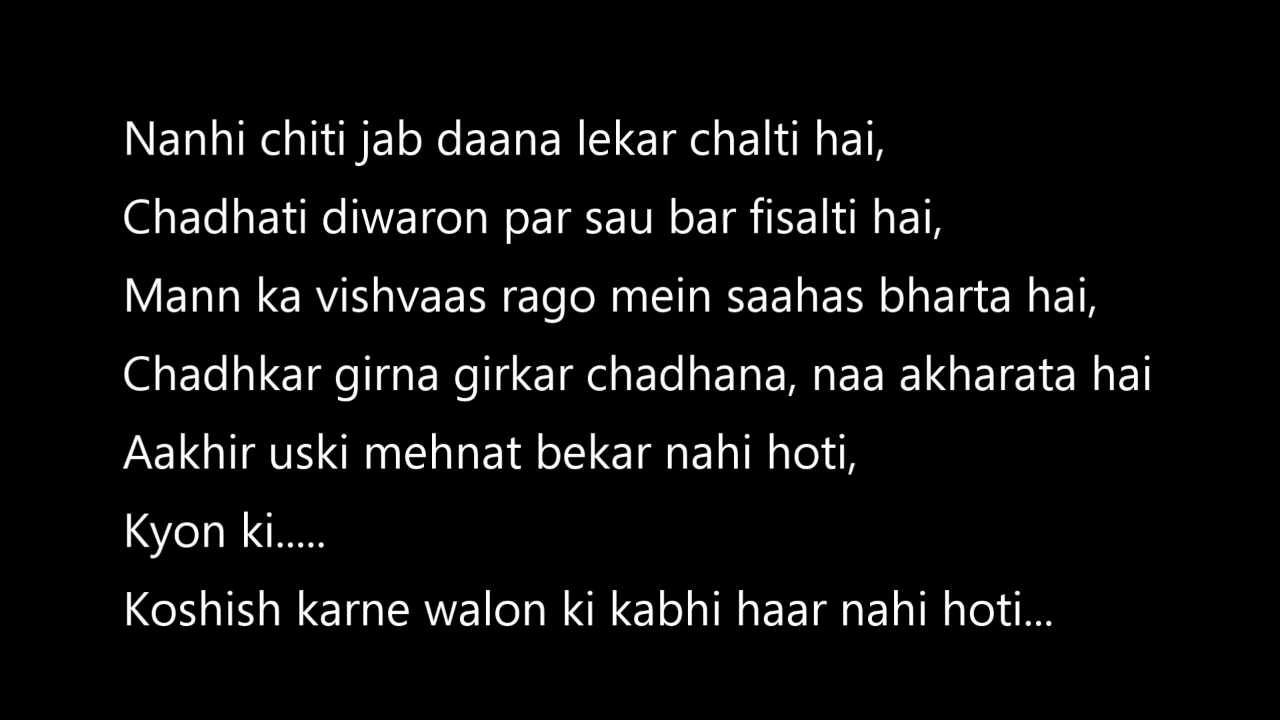 Nanhi chiti jab daana lekar chalti hai,
Chadhati diwaron par sau bar fisalti hai,
Mann ka vishvaas rago mein saahas bharta hai,
Chadhkar girna girkar chadhana, naa akharata hai
Aakhir uski mehnat bekar nahi hoti,
Kyon ki.....
Koshish karne walon ki kabhi haar nahi hoti...